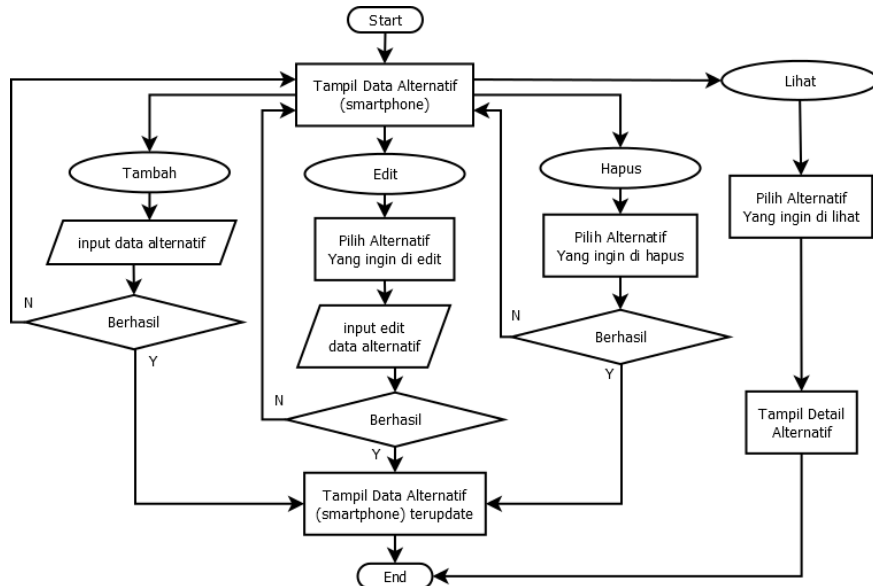 Start
Tampil Data Alternatif
(smartphone)
Lihat
Tambah
Edit
Hapus
Pilih Alternatif
Yang ingin di lihat
input data alternatif
Pilih Alternatif
Yang ingin di edit
Pilih Alternatif
Yang ingin di hapus
N
Berhasil
Y
input edit
data alternatif
N
Berhasil
Y
N
Berhasil
Y
Tampil Detail
Alternatif
Tampil Data Alternatif
(smartphone) terupdate
End